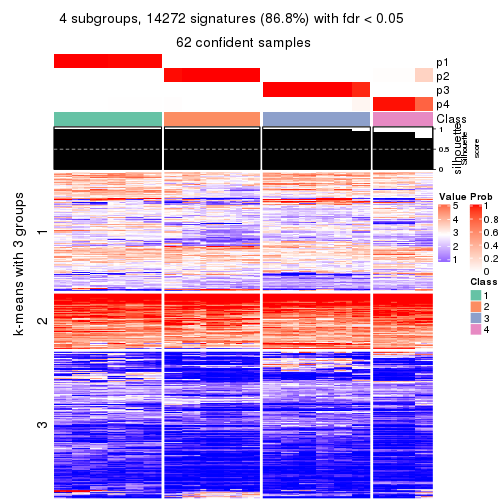 4 subgroups, 14272 signatures (86.8%) with fdr < 0.05
62 confident samples
p1
p2
p3
p4
Class
1
0.5
0
silhouette
Silhouette
score
k-means with 3 groups
1
2
3
Value
5
4
3
2
1
Prob
1
0.8
0.6
0.4
0.2
0
Class
1
2
3
4